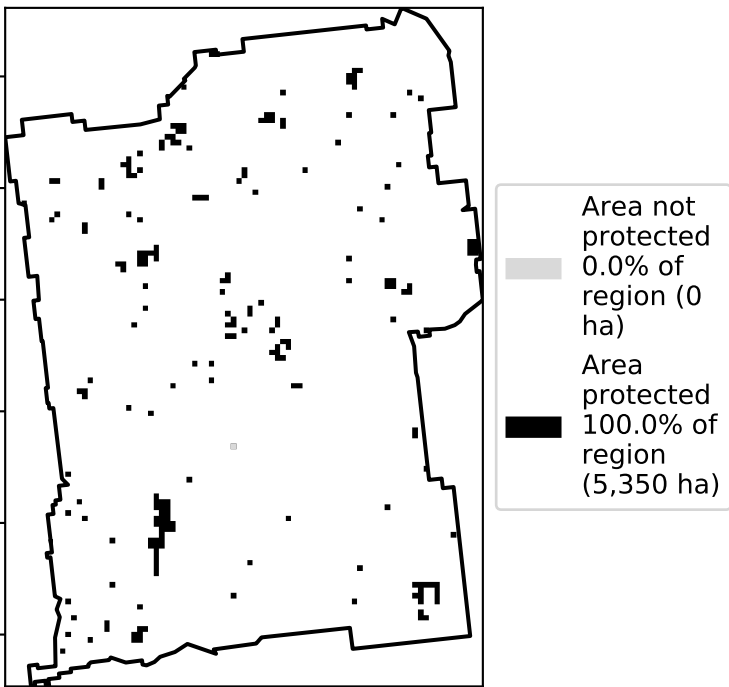 Area not
protected
0.0% of
region (0
ha)
Area
protected
100.0% of
region
(5,350 ha)